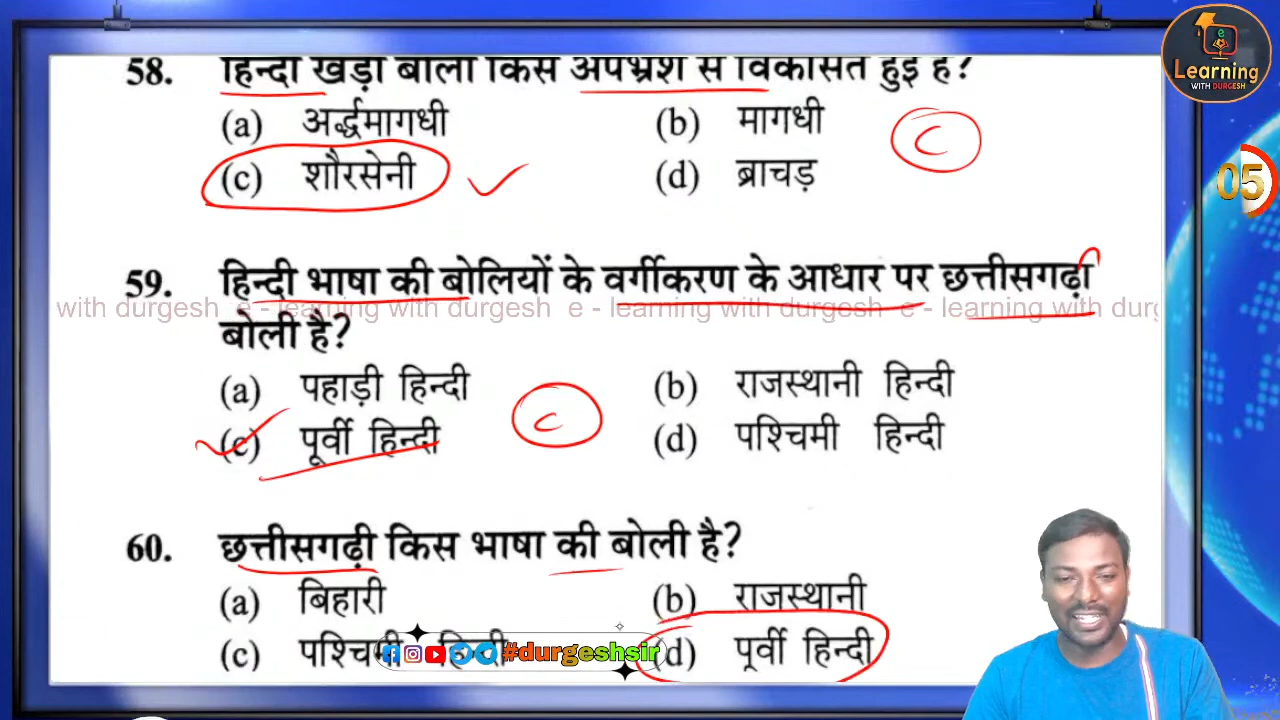 58. हिन्दी खड़ी बोली किस अपभ्रंश से विकसित हुई है?
(a) अर्द्धमागधी (b) मागधी
(c) शौरसेनी (d) ब्राचड़
C
59. हिन्दी भाषा की बोलियों के वर्गीकरण के आधार पर छत्तीसगढ़ी
बोली है?
(a) पहाड़ी हिन्दी (b) राजस्थानी हिन्दी
(c) पूर्वी हिन्दी (d) पश्चिमी हिन्दी
C
60. छत्तीसगढ़ी किस भाषा की बोली है?
(a) बिहारी (b) राजस्थानी
(c) पश्चिमी हिन्दी (d) पूर्वी हिन्दी
with durgesh e - learning with durgesh e - learning with durgesh e - learning with durg
#durgeshsir
e
Learning
WITH DURGESH
05